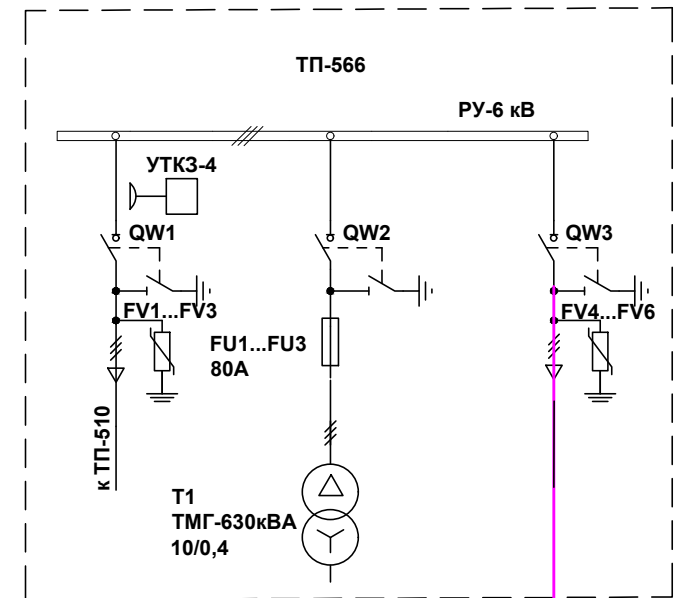 ТП-566
РУ-6 кВ
УТКЗ-4
QW1
QW2
QW3
FV1...FV3
FV4...FV6
FU1...FU3
80А
к ТП-510
Т1
ТМГ-630кВА
10/0,4